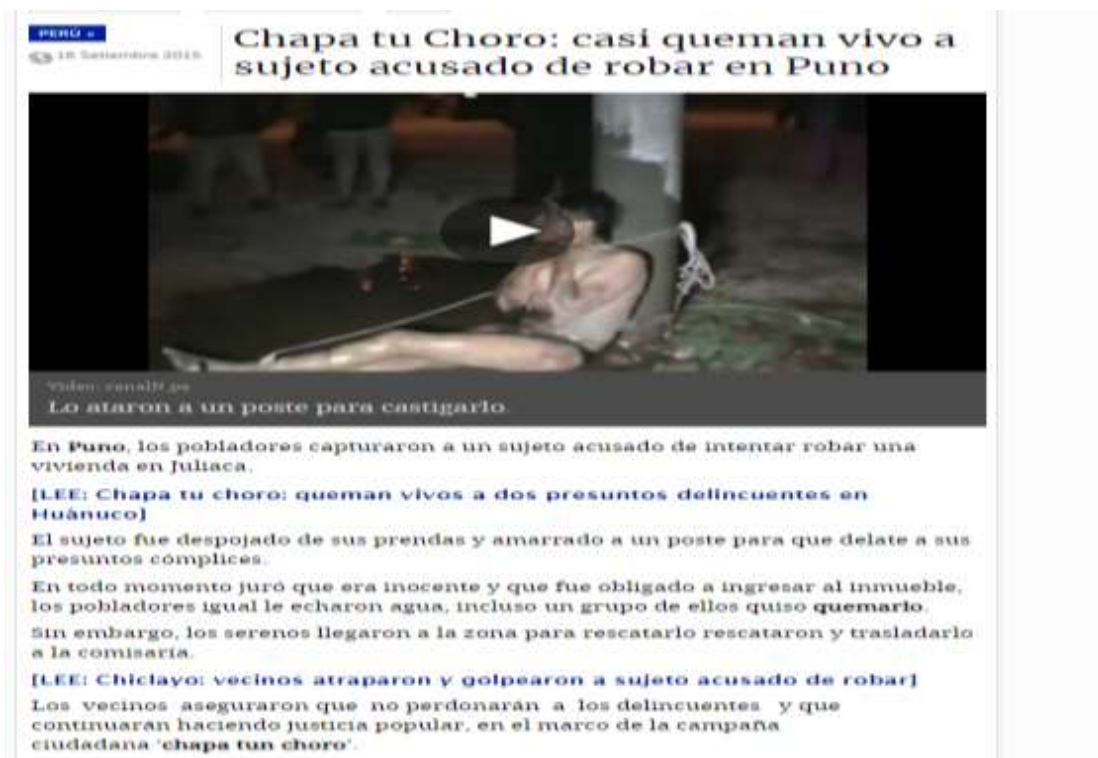 PERÚ »
18 Setiembre 2015
Chapa tu Choro: casi queman vivo a
sujeto acusado de robar en Puno
Video: canalN.pe
Lo ataron a un poste para castigarlo.
En Puno, los pobladores capturaron a un sujeto acusado de intentar robar una
vivienda en Juliaca.
[LEE: Chapa tu choro: queman vivos a dos presuntos delincuentes en
Huánuco]
El sujeto fue despojado de sus prendas y amarrado a un poste para que delate a sus
presuntos cómplices.
En todo momento juró que era inocente y que fue obligado a ingresar al inmueble,
los pobladores igual le echaron agua, incluso un grupo de ellos quiso quemarlo.
Sin embargo, los serenos llegaron a la zona para rescatarlo rescataron y trasladarlo
a la comisaría.
[LEE: Chiclayo: vecinos atraparon y golpearon a sujeto acusado de robar]
Los vecinos aseguraron que no perdonarán a los delincuentes y que
continuarán haciendo justicia popular, en el marco de la campaña
ciudadana 'chapa tun choro'.